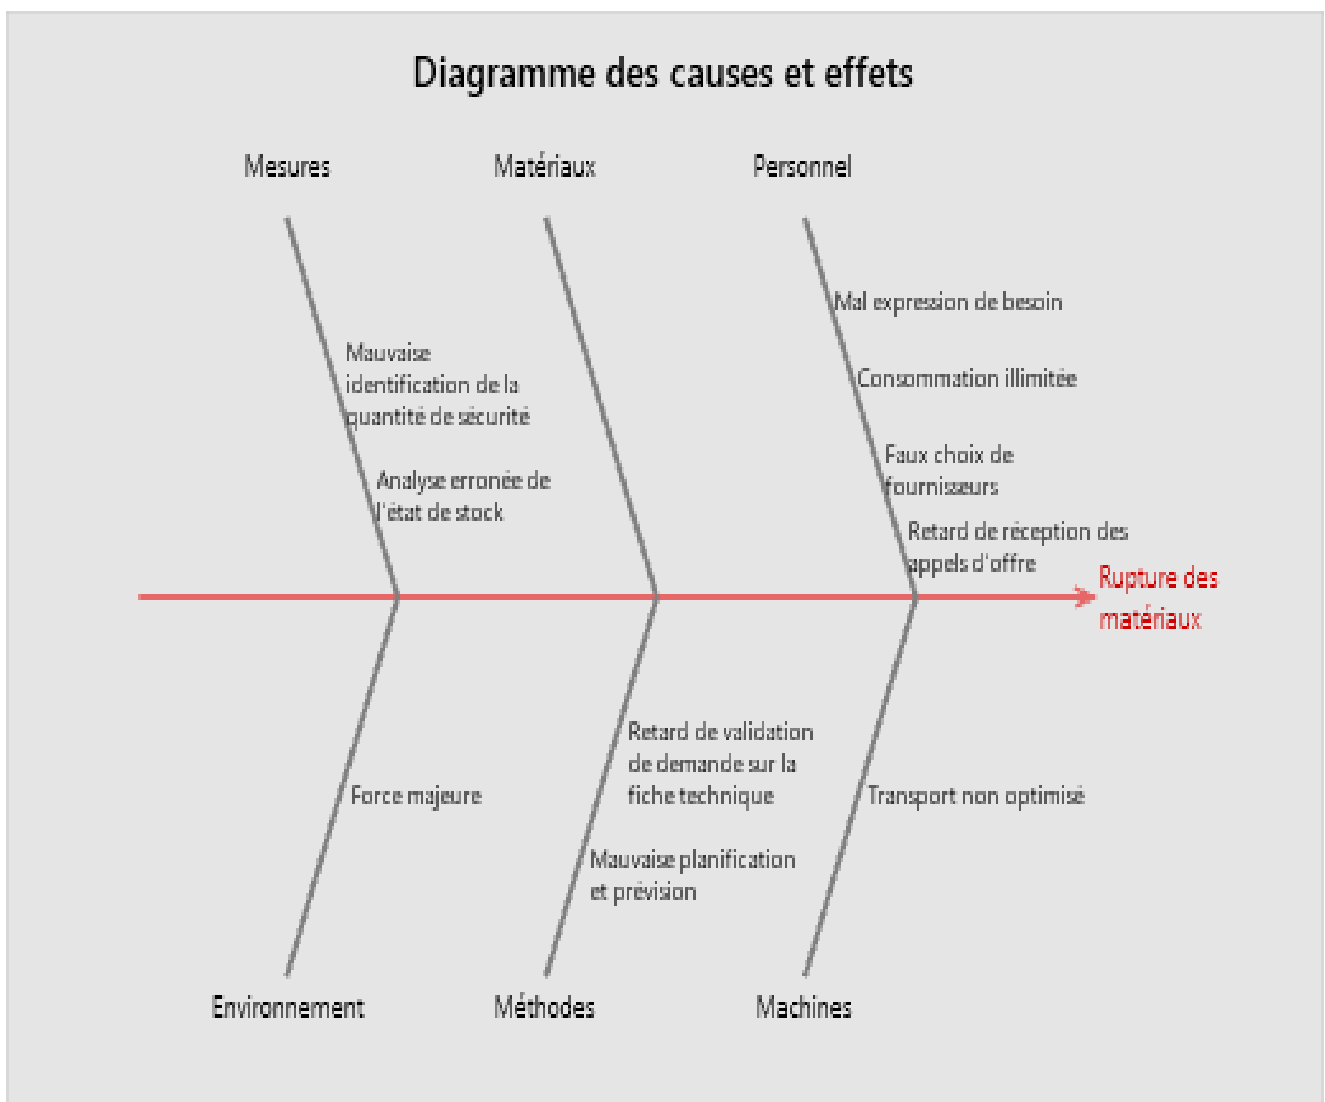 Diagramme des causes et effets
Mesures
Matériaux
Personnel
Mal expression de besoin
Mauvaise
identification de la
quantité de sécurité
Consommation illimitée
Faux choix de
fournisseurs
Analyse erronée de
l'état de stock
Retard de réception des
appels d'offre
Rupture des
matériaux
Retard de validation
de demande sur la
fiche technique
Force majeure
Transport non optimisé
Mauvaise planification
et prévision
Environnement
Méthodes
Machines